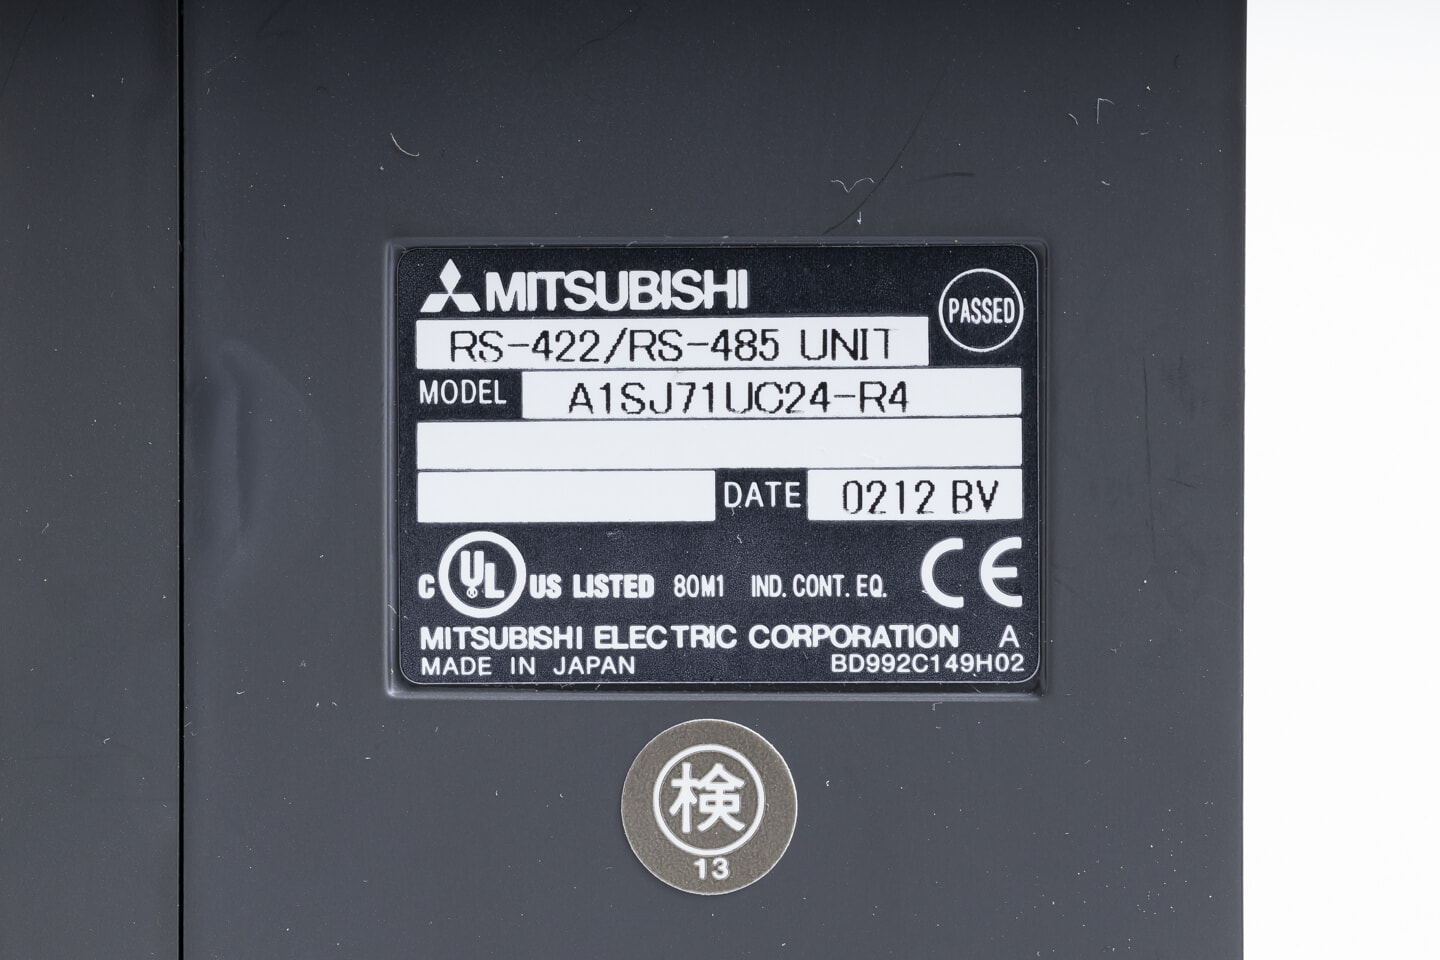 MITSUBISHI
PASSED
RS-422/RS-485 UNIT
MODEL A1SJ71UC24-R4
DATE 0212 BV
C UL US LISTED 80M1 IND. CONT. EQ. CE
MITSUBISHI ELECTRIC CORPORATION A
MADE IN JAPAN BD992C149H02
検
13